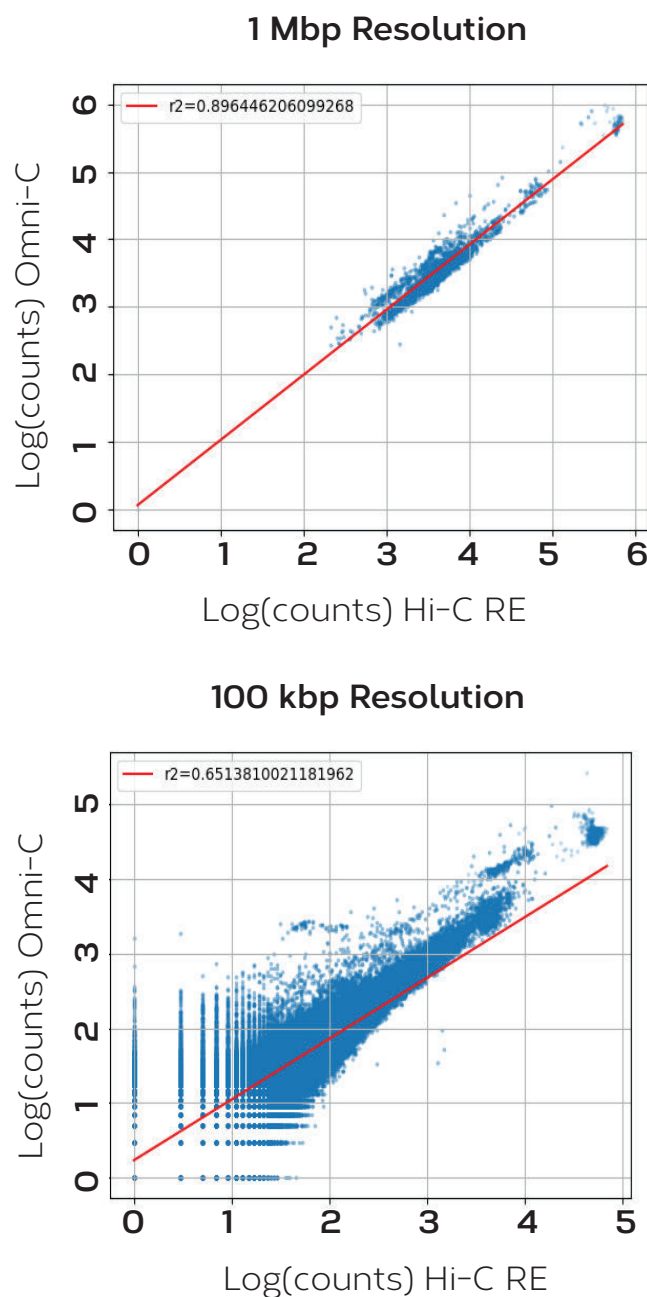 1 Mbp Resolution
r2=0.896446206099268
6
5
4
3
2
1
0
Log(counts) Omni-C
0 1 2 3 4 5 6
Log(counts) Hi-C RE
100 kbp Resolution
r2=0.6513810021181962
5
4
3
2
1
0
Log(counts) Omni-C
0 1 2 3 4 5
Log(counts) Hi-C RE